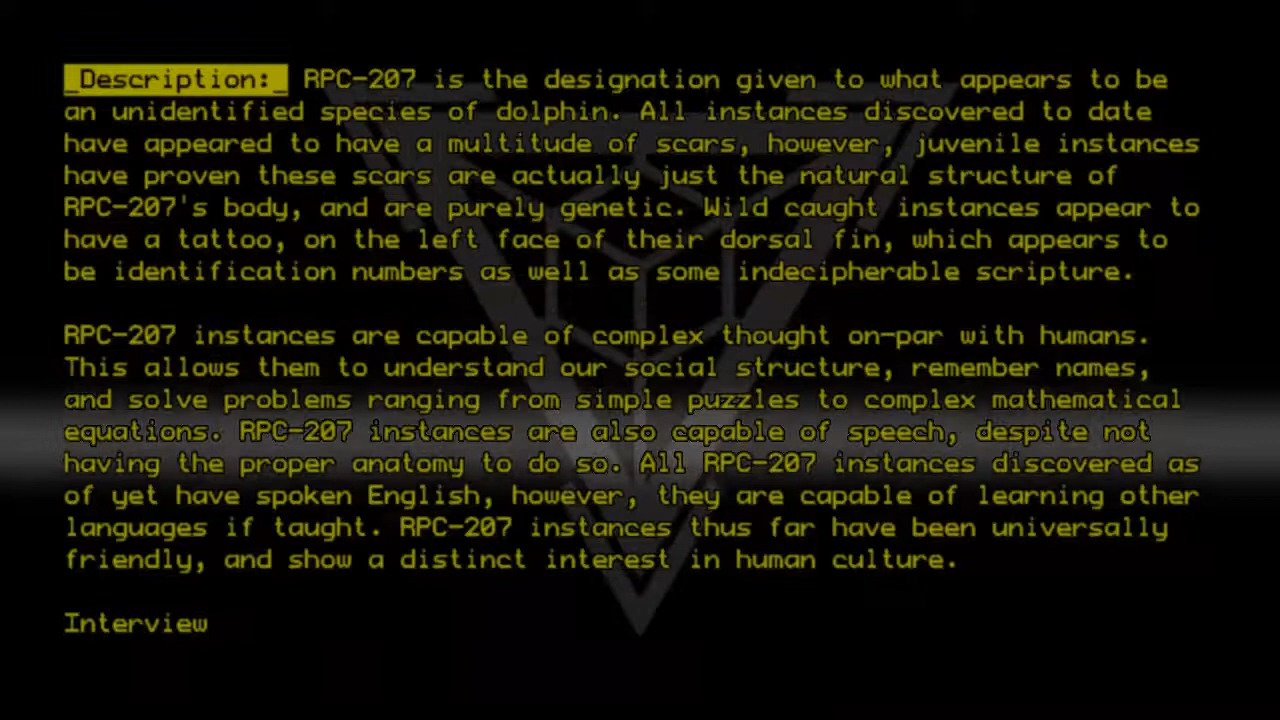 _Description:_ RPC-207 is the designation given to what appears to be
an unidentified species of dolphin. All instances discovered to date
have appeared to have a multitude of scars, however, juvenile instances
have proven these scars are actually just the natural structure of
RPC-207's body, and are purely genetic. Wild caught instances appear to
have a tattoo, on the left face of their dorsal fin, which appears to
be identification numbers as well as some indecipherable scripture.
RPC-207 instances are capable of complex thought on-par with humans.
This allows them to understand our social structure, remember names,
and solve problems ranging from simple puzzles to complex mathematical
equations. RPC-207 instances are also capable of speech, despite not
having the proper anatomy to do so. All RPC-207 instances discovered as
of yet have spoken English, however, they are capable of learning other
languages if taught. RPC-207 instances thus far have been universally
friendly, and show a distinct interest in human culture.
Interview